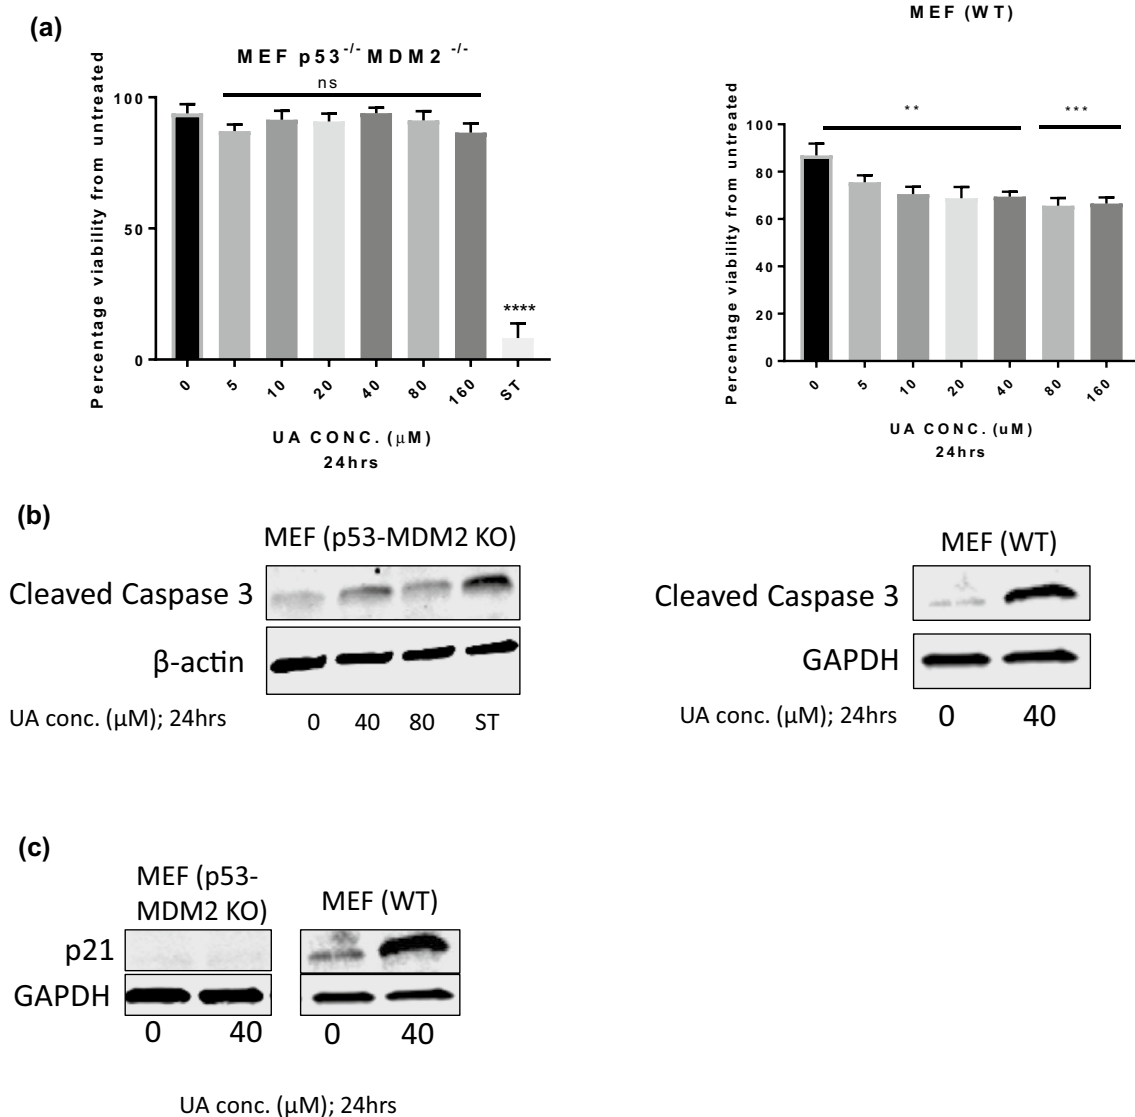 (a)
MEF p53-/- MDM2 -/-
ns
Percentage viability from untreated
100
50
0
****
0 5 10 20 40 80 160 ST
UA CONC. (μM)
24hrs
MEF (WT)
** ***
Percentage viability from untreated
100
80
60
40
20
0
0 5 10 20 40 80 160
UA CONC. (uM)
24hrs
(b)
MEF (p53-MDM2 KO)
Cleaved Caspase 3
β-actin
UA conc. (μM); 24hrs 0 40 80 ST
MEF (WT)
Cleaved Caspase 3
GAPDH
UA conc. (μM); 24hrs 0 40
(c)
MEF (p53-
MDM2 KO)
MEF (WT)
p21
GAPDH
0 40 0 40
UA conc. (μM); 24hrs